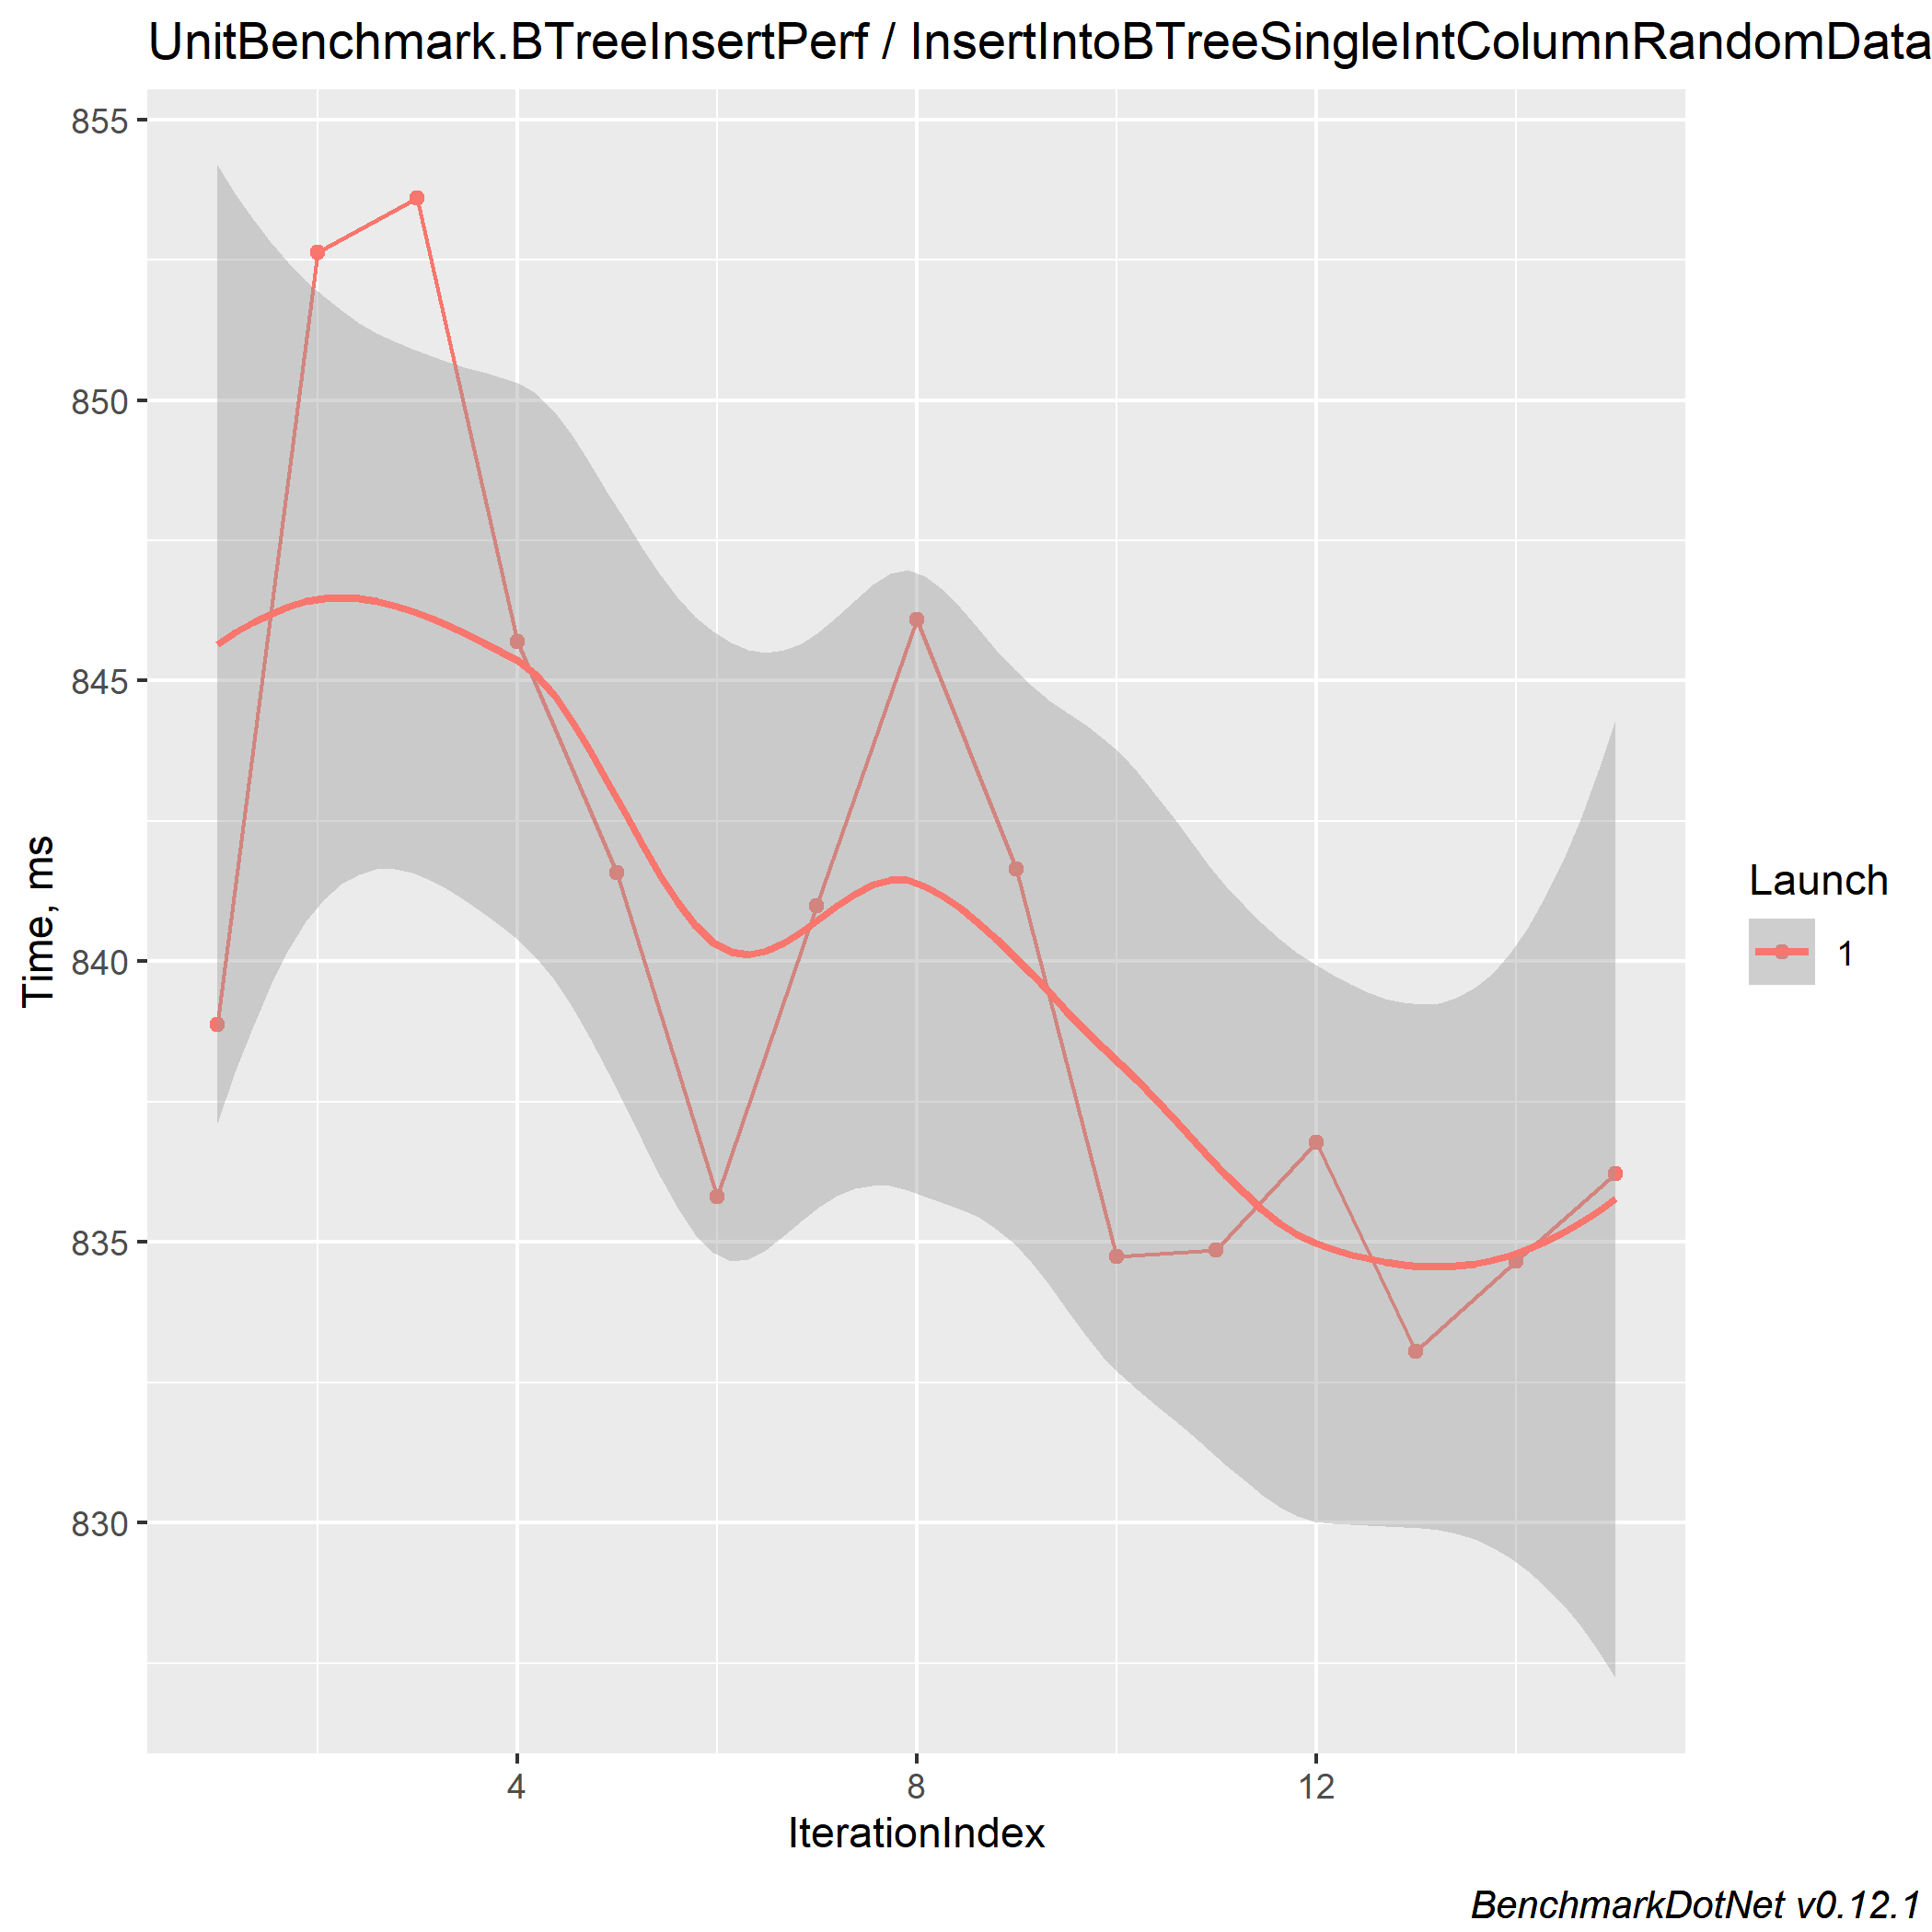 UnitBenchmark.BTreeInsertPerf / InsertIntoBTreeSingleIntColumnRandomData
855
850
845
840
835
830
Time, ms
4
8
12
IterationIndex
Launch
1
BenchmarkDotNet v0.12.1